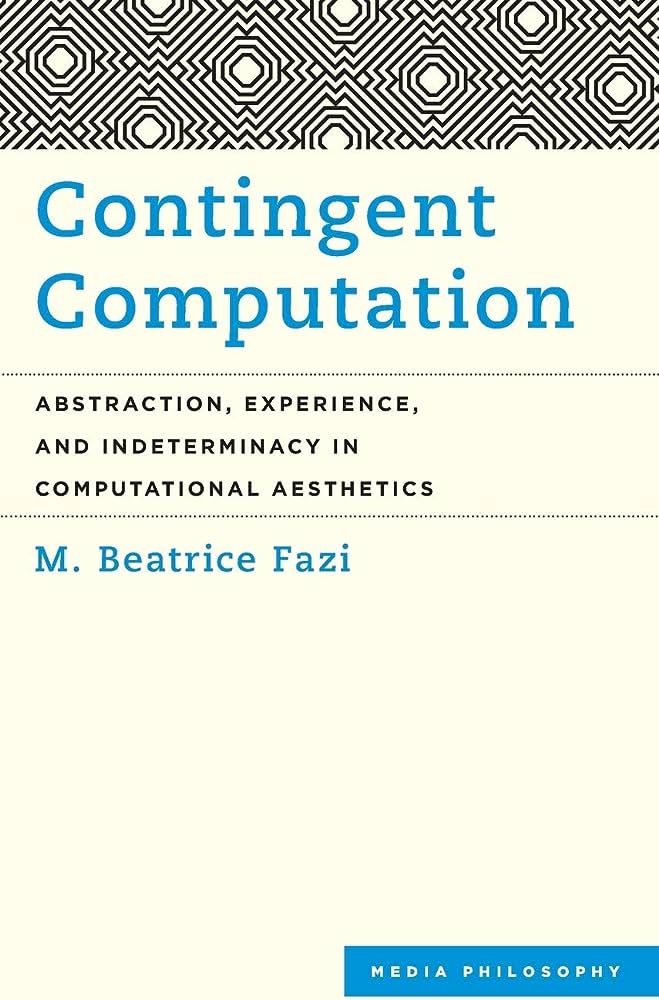 Contingent
Computation
ABSTRACTION, EXPERIENCE,
AND INDETERMINACY IN
COMPUTATIONAL AESTHETICS
M. Beatrice Fazi
MEDIA PHILOSOPHY